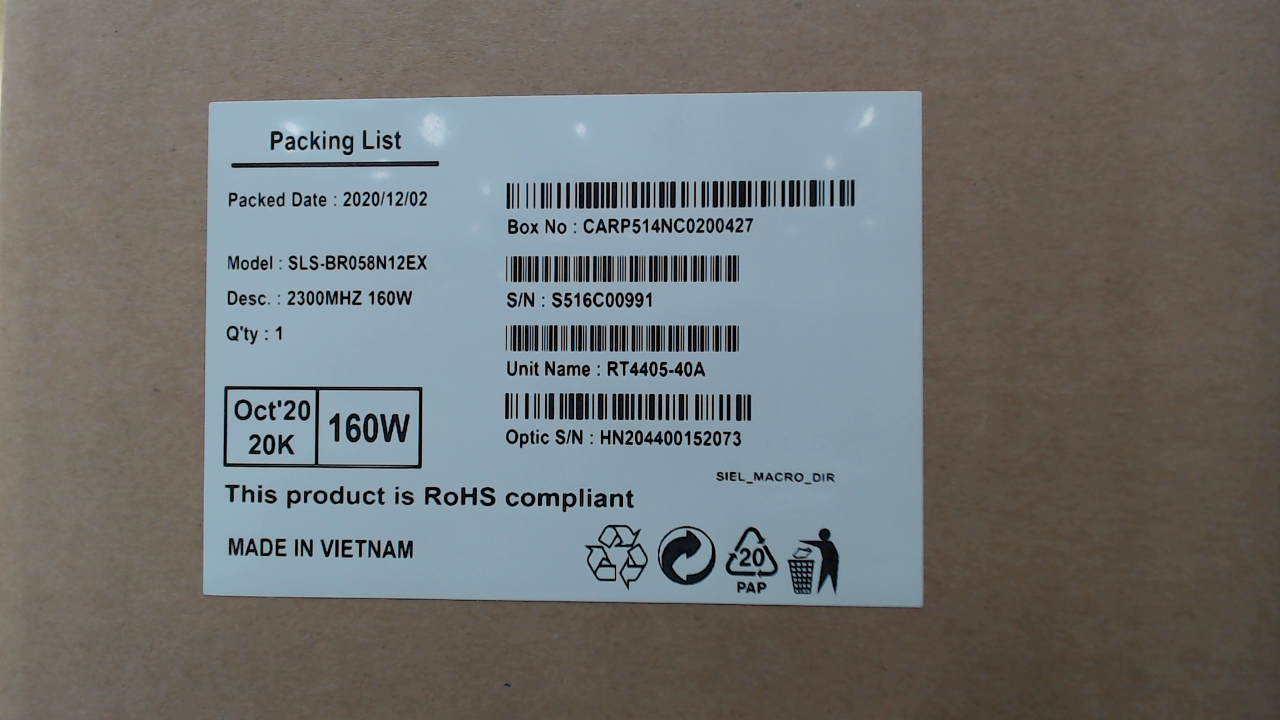 Packing List
Packed Date : 2020/12/02
Model : SLS-BR058N12EX
Desc. : 2300MHZ 160W
Q'ty : 1
Box No : CARP514NC0200427
S/N : S516C00991
Unit Name : RT4405-40A
Optic S/N : HN204400152073
Oct'20
20K
160W
SIEL_MACRO_DIR
This product is RoHS compliant
MADE IN VIETNAM
20
PAP